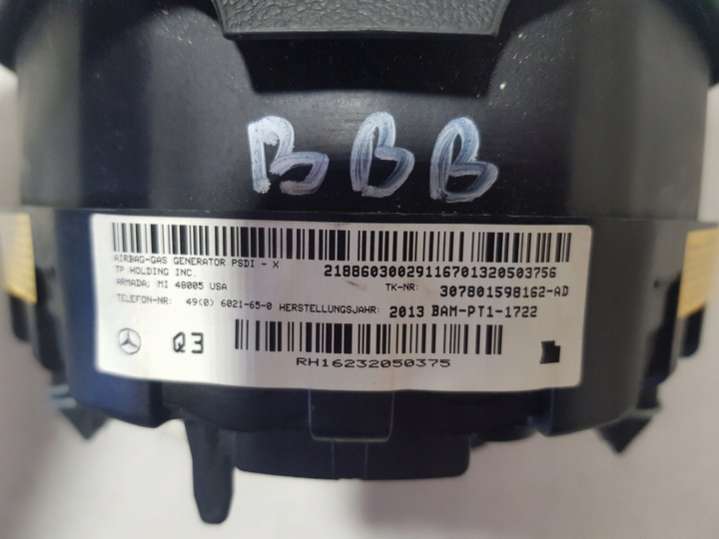 BBB
AIRBAG-GAS GENERATOR PSDI - X
21886030029116701320503756
TP HOLDING INC.
ARMADA, MI 48005 USA
TK-NR: 307801598162-AD
TELEFON-NR: 49(0) 6021-65-0 HERSTELLUNGSJAHR: 2013 BAM-PT1-1722
Q3
RH16232050375